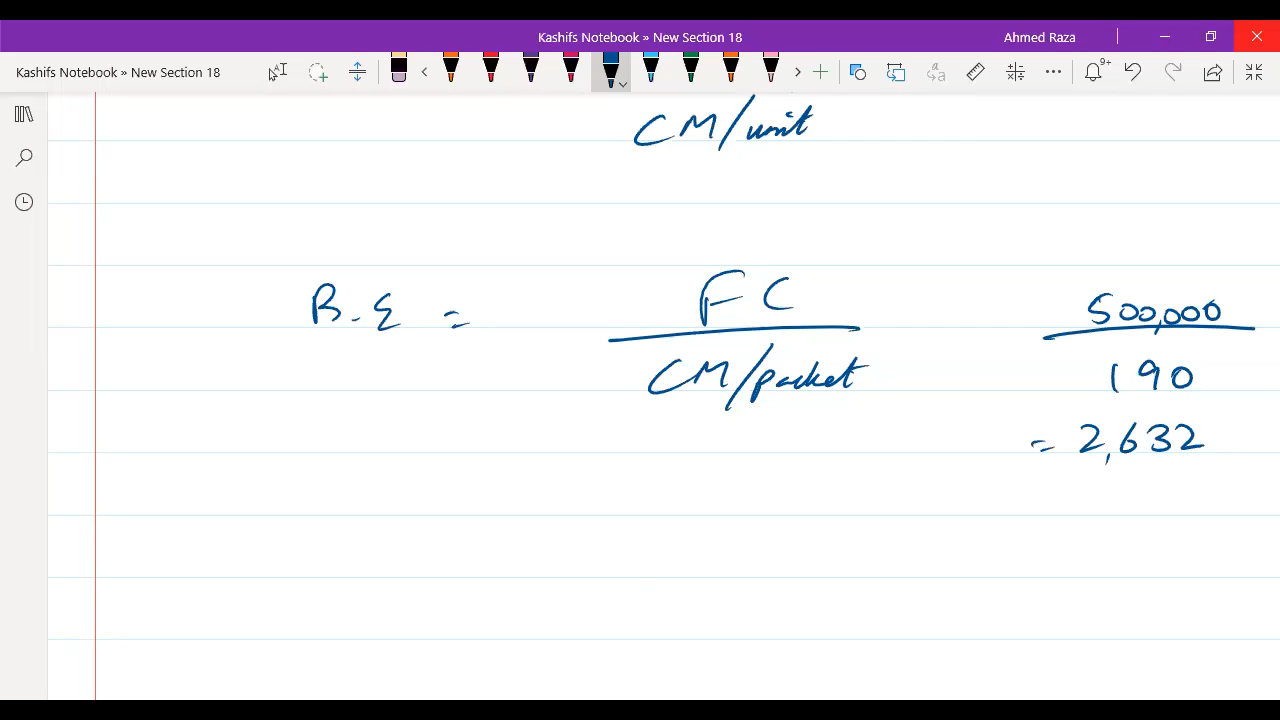 Kashifs Notebook » New Section 18
Ahmed Raza
Kashifs Notebook » New Section 18
9+
CM/unit
B.E = FC / CM/packet
500,000 / 190
= 2,632